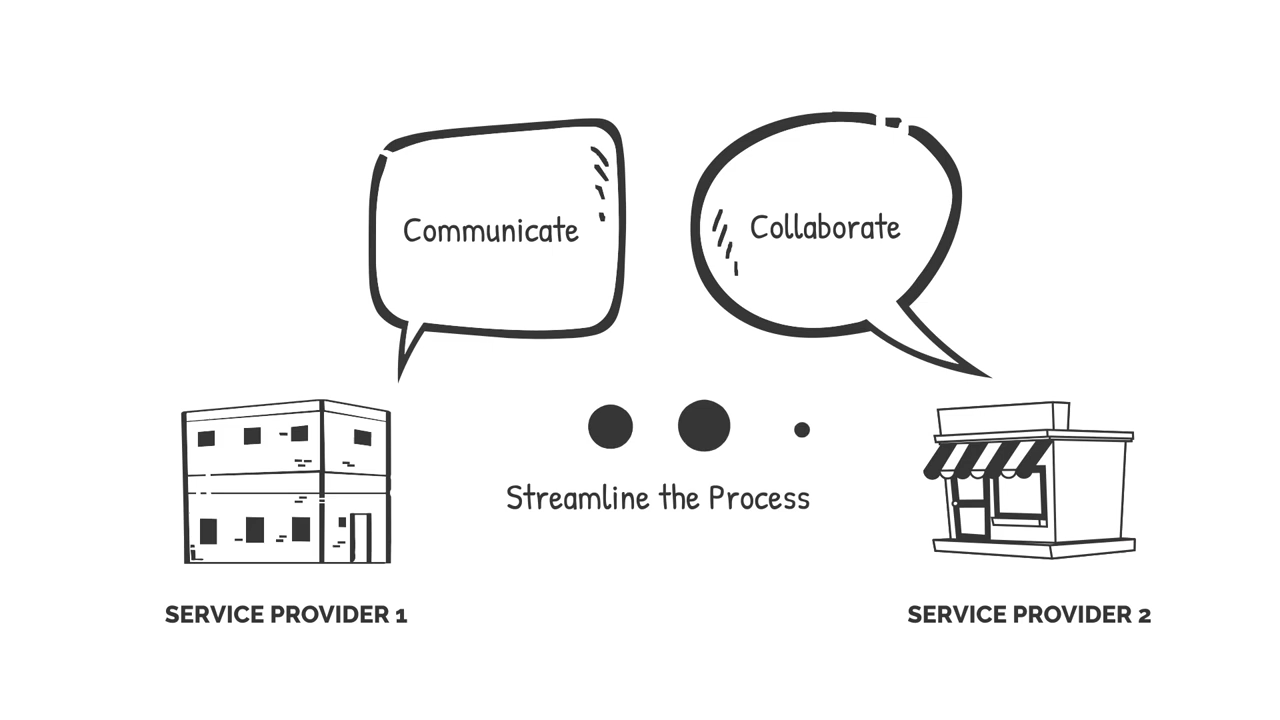 Communicate
Collaborate
Streamline the Process
SERVICE PROVIDER 1
SERVICE PROVIDER 2